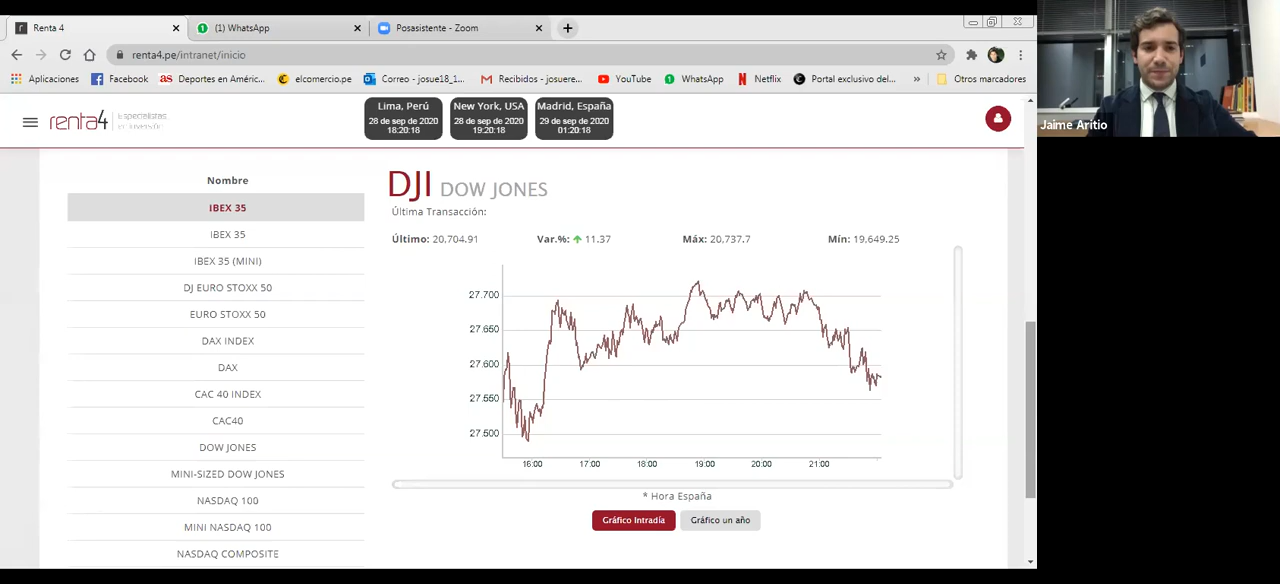 Renta 4
(1) WhatsApp
Posasistente - Zoom
renta4.pe/intranet/inicio
Aplicaciones
Facebook
Deportes en Améric...
elcomercio.pe
Correo - josue18_1...
Recibidos - josuere...
YouTube
WhatsApp
Netflix
Portal exclusivo del...
»
Otros marcadores
Jaime Aritio
renta4
Especialistas
en Inversión
Lima, Perú
28 de sep de 2020
18:20:18
New York, USA
28 de sep de 2020
19:20:18
Madrid, España
29 de sep de 2020
01:20:18
Nombre
IBEX 35
IBEX 35
IBEX 35 (MINI)
DJ EURO STOXX 50
EURO STOXX 50
DAX INDEX
DAX
CAC 40 INDEX
CAC40
DOW JONES
MINI-SIZED DOW JONES
NASDAQ 100
MINI NASDAQ 100
NASDAQ COMPOSITE
DJI DOW JONES
Última Transacción:
Último: 20,704.91 Var.%: 11.37 Máx: 20,737.7 Mín: 19,649.25
27.700
27.650
27.600
27.550
27.500
16:00 17:00 18:00 19:00 20:00 21:00
* Hora España
Gráfico Intradía
Gráfico un año